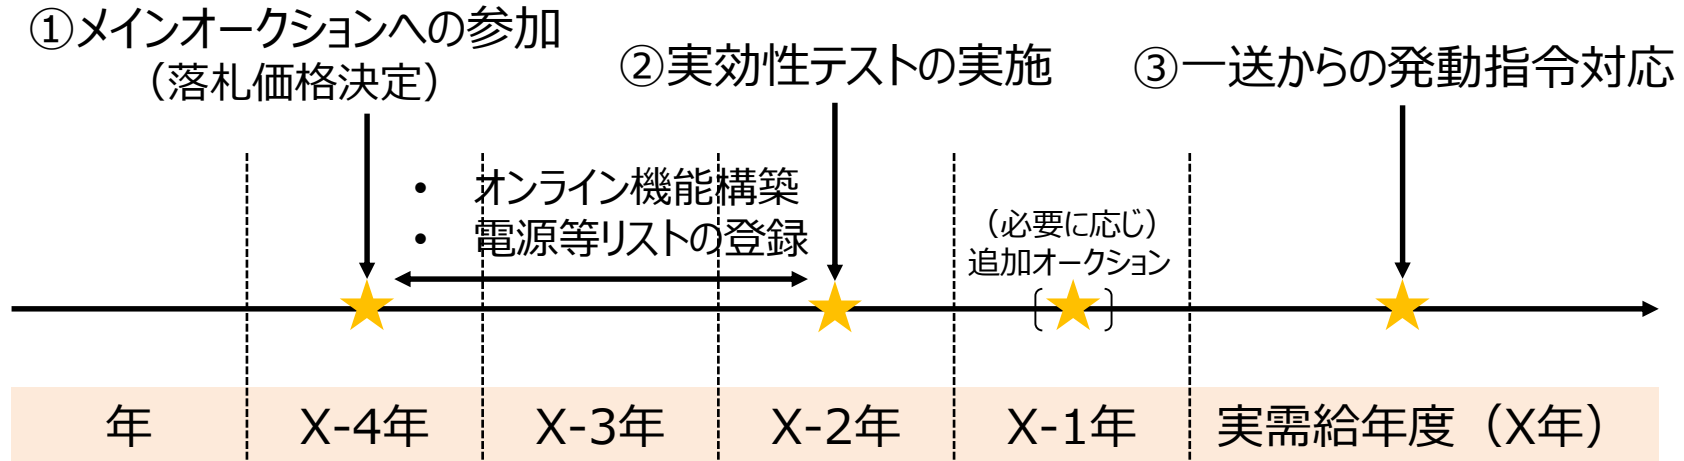 ①メインオークションへの参加
（落札価格決定）
②実効性テストの実施
③一送からの発動指令対応
• オンライン機能構築
• 電源等リストの登録
（必要に応じ）
追加オークション
年 X-4年 X-3年 X-2年 X-1年 実需給年度（X年）